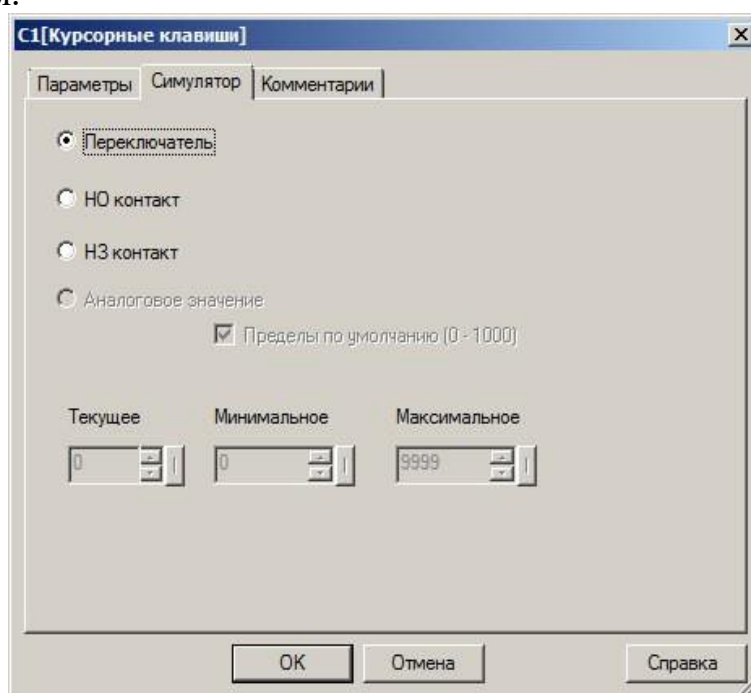 C1[Курсорные клавиши]
Параметры Симулятор Комментарии
Переключатель
НО контакт
НЗ контакт
Аналоговое значение
Пределы по умолчанию (0 - 1000)
Текущее Минимальное Максимальное
0 0 9999
OK Отмена Справка